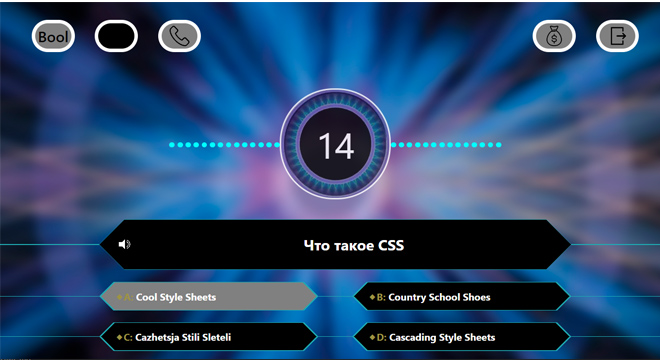 Bool
14
Что такое CSS
A: Cool Style Sheets
B: Country School Shoes
C: Cazhetsja Stili Sleteli
D: Cascading Style Sheets